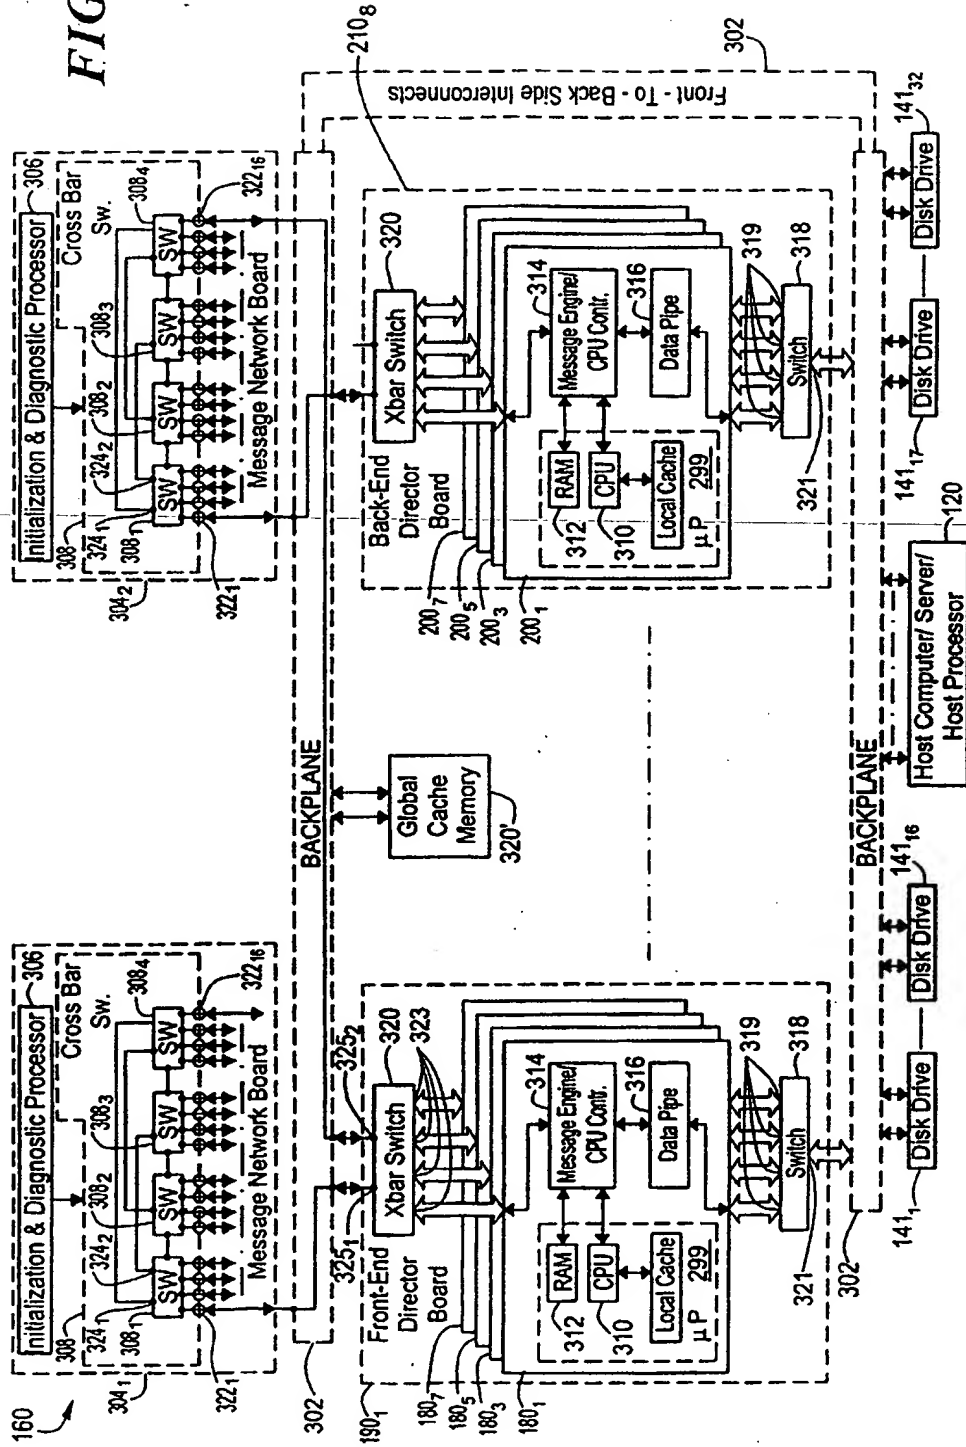 FIG
160
304₁
308
Initialization & Diagnostic Processor
306
Cross Bar
Sw.
324₁
324₂
308₁
308₂
308₃
308₄
SW
SW
SW
SW
322₁
322₁₆
Message Network Board
304₂
308
Initialization & Diagnostic Processor
306
Cross Bar
Sw.
324₁
324₂
308₁
308₂
308₃
308₄
SW
SW
SW
SW
322₁
322₁₆
Message Network Board
302
BACKPLANE
Front - To - Back Side Interconnects
302
190₁
Front-End
Director
Board
325₁
325₂
320
323
Xbar Switch
180₇
180₅
180₃
180₁
314
Message Engine/
CPU Contr.
316
Data Pipe
RAM
312
CPU
310
Local Cache
299
μ P
319
318
Switch
321
Global
Cache
Memory
320'
210₈
Back-End
Director
Board
320
Xbar Switch
200₇
200₅
200₃
200₁
314
Message Engine/
CPU Contr.
316
Data Pipe
RAM
312
CPU
310
Local Cache
299
μ P
319
318
Switch
321
302
BACKPLANE
141₁
Disk Drive
Disk Drive
141₁₆
Host Computer/ Server/
Host Processor
120
141₁₇
Disk Drive
Disk Drive
141₃₂